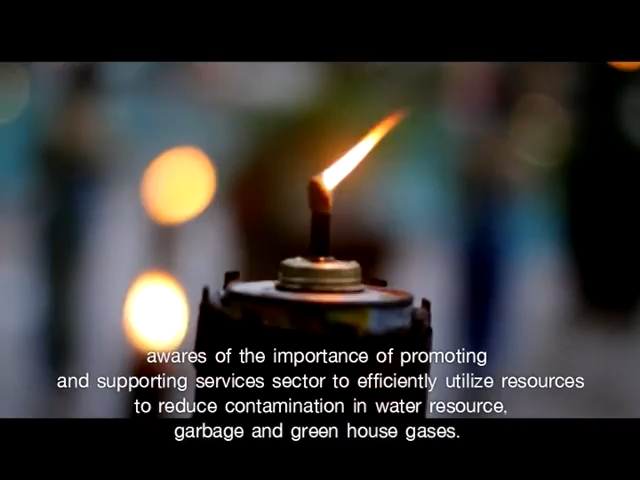 awares of the importance of promoting
and supporting services sector to efficiently utilize resources
to reduce contamination in water resource,
garbage and green house gases.